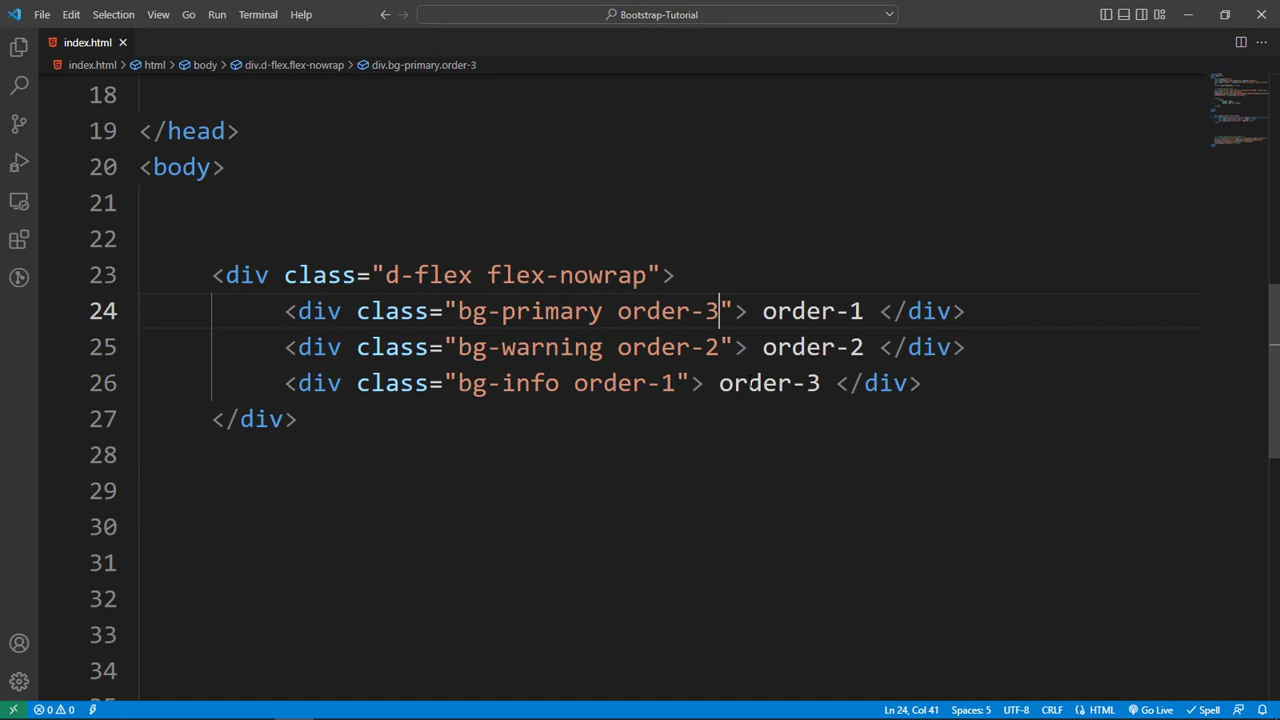 File Edit Selection View Go Run Terminal Help Bootstrap-Tutorial
index.html
index.html html body div.d-flex.flex-nowrap div.bg-primary.order-3
18
19 </head>
20 <body>
21
22
23 <div class="d-flex flex-nowrap">
24 <div class="bg-primary order-3"> order-1 </div>
25 <div class="bg-warning order-2"> order-2 </div>
26 <div class="bg-info order-1"> order-3 </div>
27 </div>
28
29
30
31
32
33
34
0 0 Ln 24, Col 41 Spaces: 5 UTF-8 CRLF HTML Go Live Spell